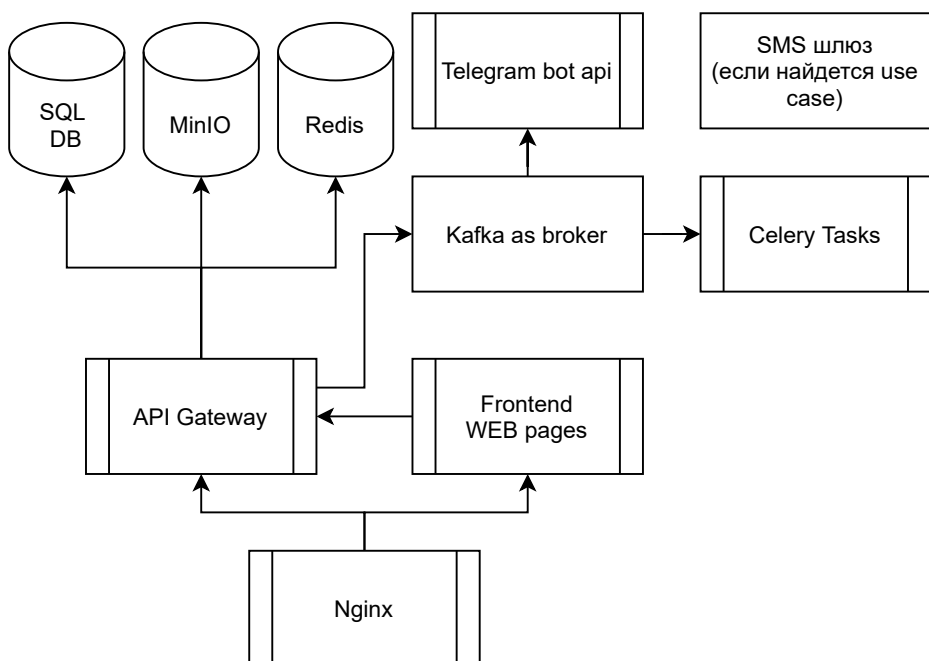 SQL
DB
MinIO
Redis
Telegram bot api
SMS шлюз
(если найдется use
case)
Kafka as broker
Celery Tasks
API Gateway
Frontend
WEB pages
Nginx